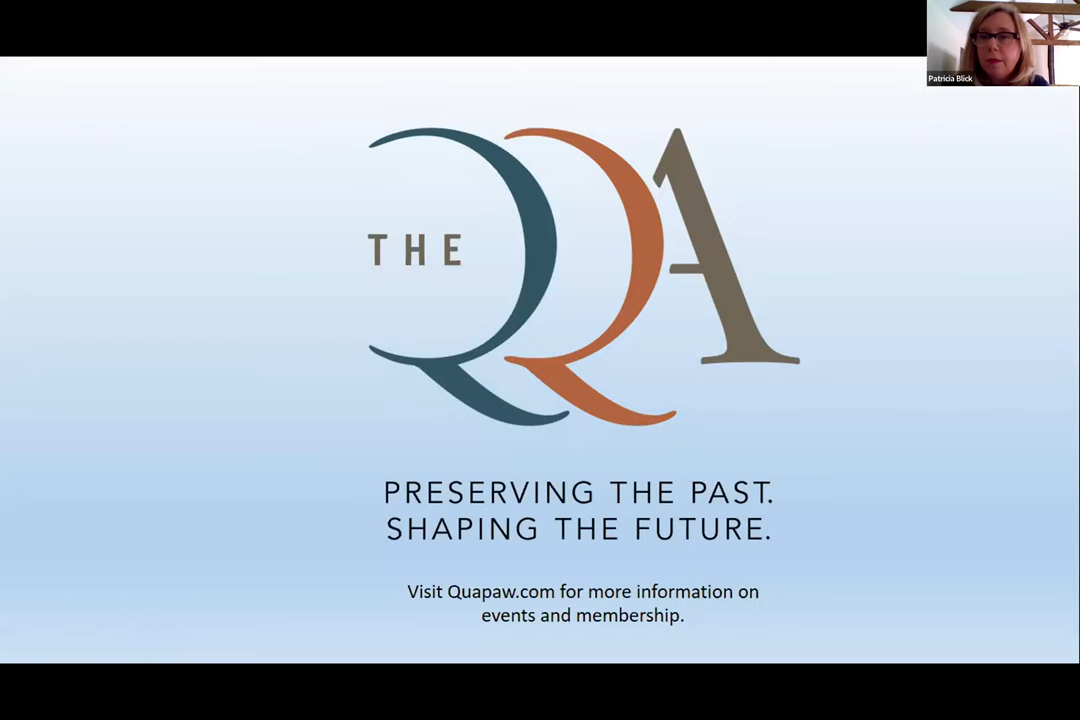 Patricia Blick
THE QQA
PRESERVING THE PAST.
SHAPING THE FUTURE.
Visit Quapaw.com for more information on
events and membership.